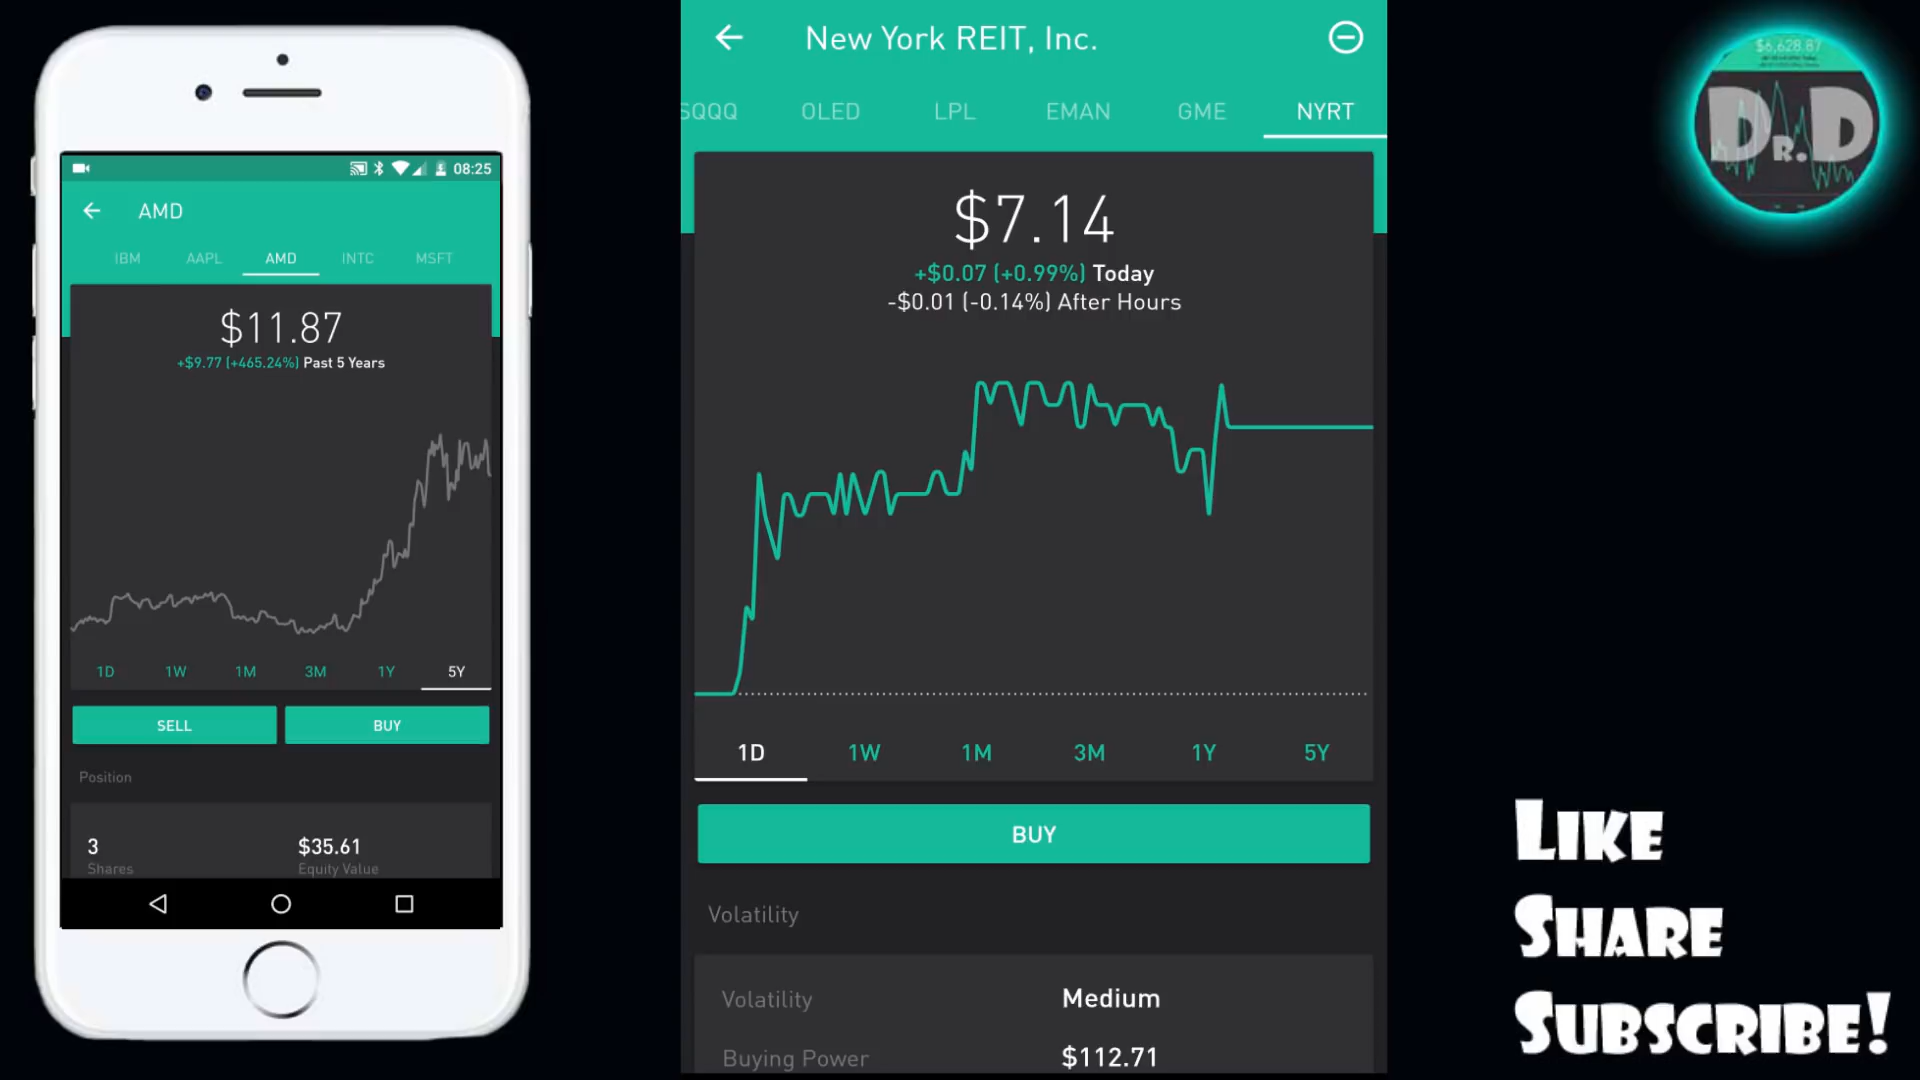 08:25
AMD
IBM AAPL AMD INTC MSFT
$11.87
+$9.77 (+465.24%) Past 5 Years
1D 1W 1M 3M 1Y 5Y
SELL BUY
Position
3 $35.61
Shares Equity Value
New York REIT, Inc.
SQQQ OLED LPL EMAN GME NYRT
$7.14
+$0.07 (+0.99%) Today
-$0.01 (-0.14%) After Hours
1D 1W 1M 3M 1Y 5Y
BUY
Volatility
Volatility Medium
Buying Power $112.71
$6,628.87
DR.D
LIKE
SHARE
SUBSCRIBE!